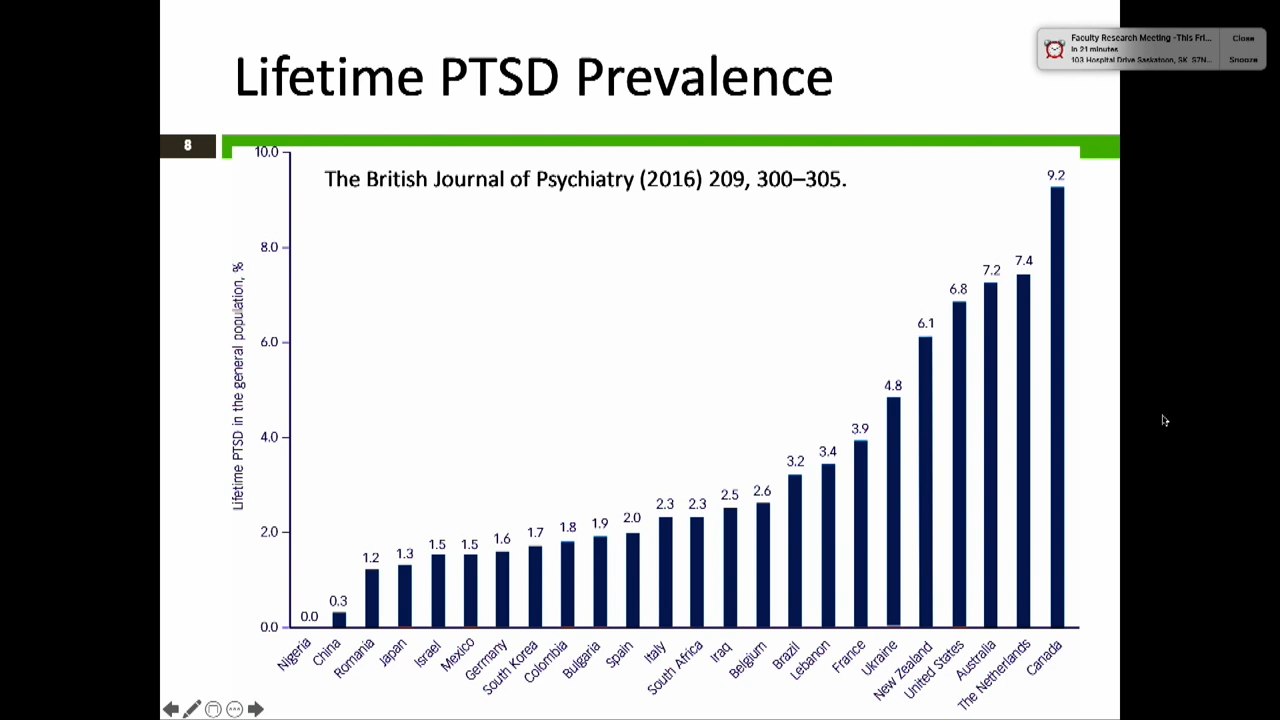 Lifetime PTSD Prevalence
Faculty Research Meeting -This Fri...
In 21 minutes
103 Hospital Drive Saskatoon, SK S7N...
Close
Snooze
8
The British Journal of Psychiatry (2016) 209, 300–305.
Lifetime PTSD in the general population, %
10.0
8.0
6.0
4.0
2.0
0.0
0.0
0.3
1.2
1.3
1.5
1.5
1.6
1.7
1.8
1.9
2.0
2.3
2.3
2.5
2.6
3.2
3.4
3.9
4.8
6.1
6.8
7.2
7.4
9.2
Nigeria
China
Romania
Japan
Israel
Mexico
Germany
South Korea
Colombia
Bulgaria
Spain
Italy
South Africa
Iraq
Belgium
Brazil
Lebanon
France
Ukraine
New Zealand
United States
Australia
The Netherlands
Canada